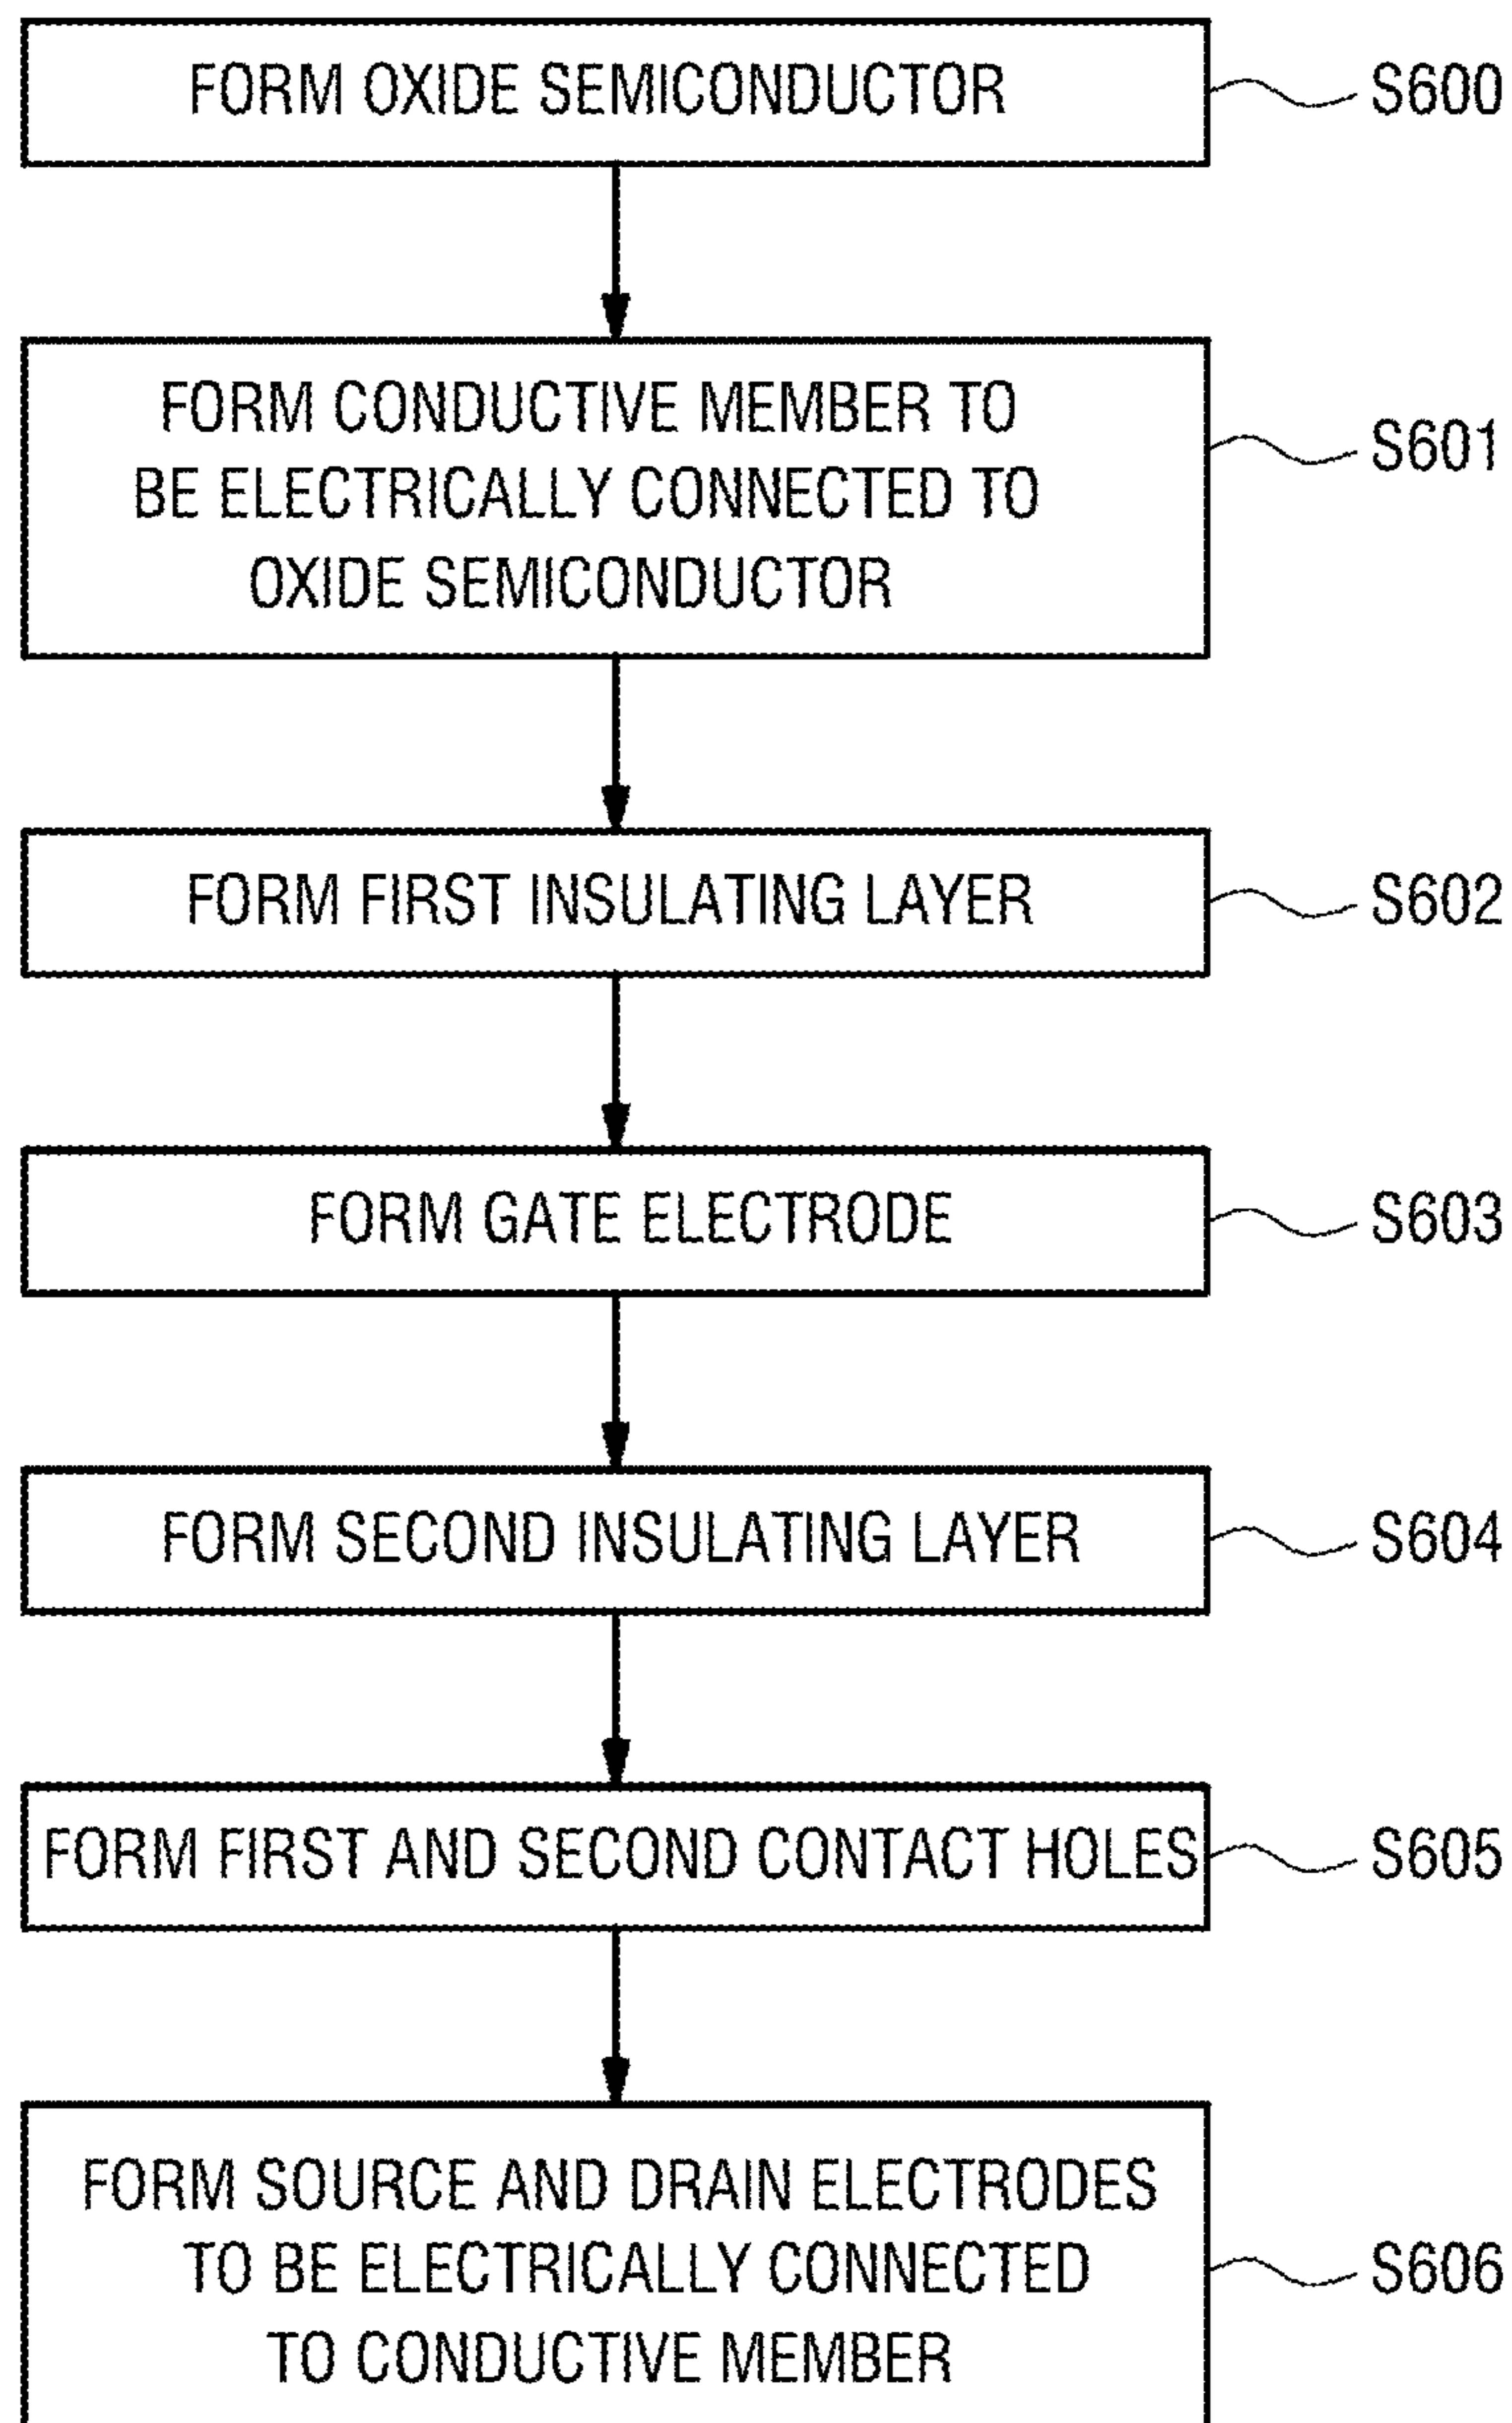 FORM OXIDE SEMICONDUCTOR
S600
FORM CONDUCTIVE MEMBER TO
BE ELECTRICALLY CONNECTED TO
OXIDE SEMICONDUCTOR
S601
FORM FIRST INSULATING LAYER
S602
FORM GATE ELECTRODE
S603
FORM SECOND INSULATING LAYER
S604
FORM FIRST AND SECOND CONTACT HOLES
S605
FORM SOURCE AND DRAIN ELECTRODES
TO BE ELECTRICALLY CONNECTED
TO CONDUCTIVE MEMBER
S606